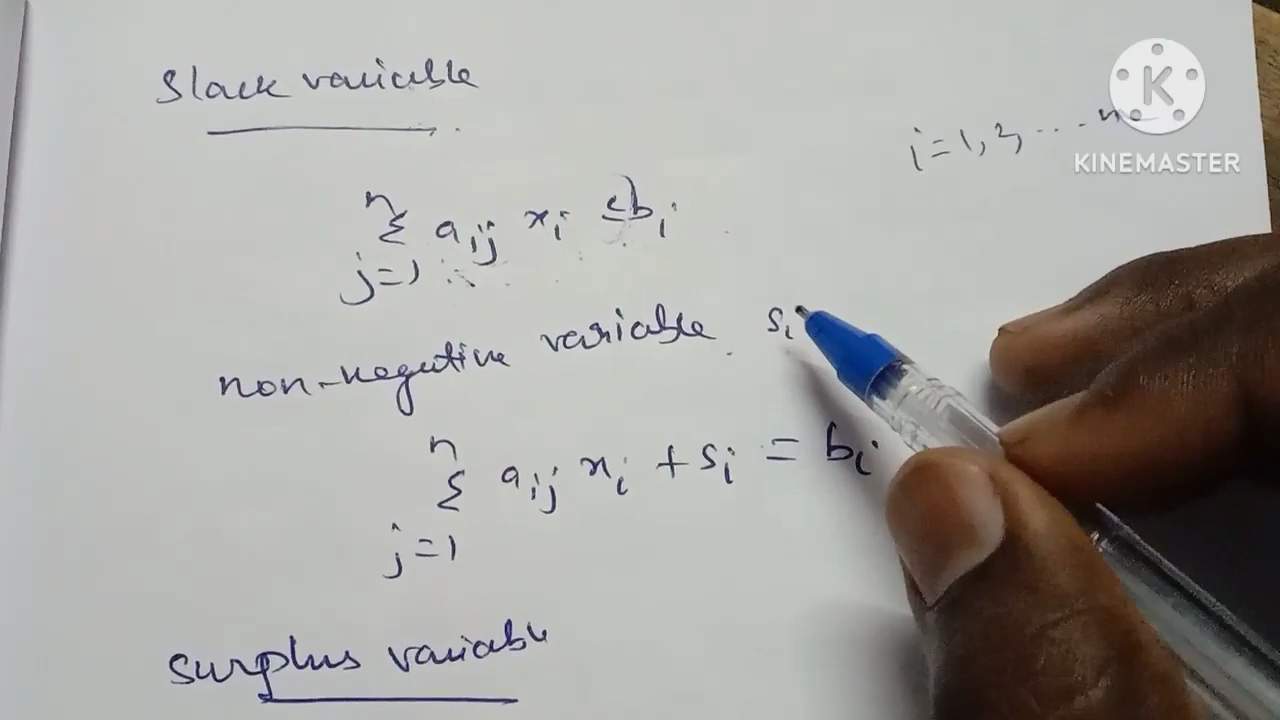 Slack variable
i=1, 2, ... m
KINEMASTER
n
Σ aij xi ≤ bi
j=1
non-negative variable si
n
Σ aij xi + si = bi
j=1
Surplus variable